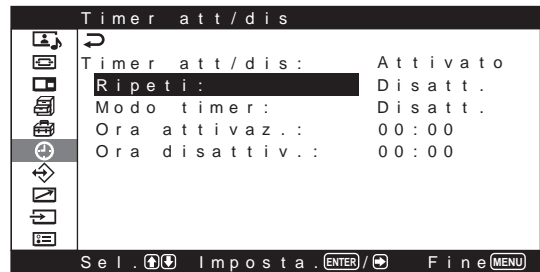 Timer att/dis
Timer att/dis: Attivato
Ripeti: Disatt.
Modo timer: Disatt.
Ora attivaz.: 00:00
Ora disattiv.: 00:00
Sel. Imposta. ENTER / Fine MENU